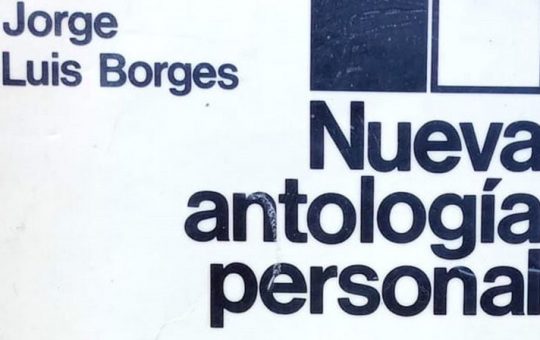 Jorge
Luis Borges
Nueva
antología
personal